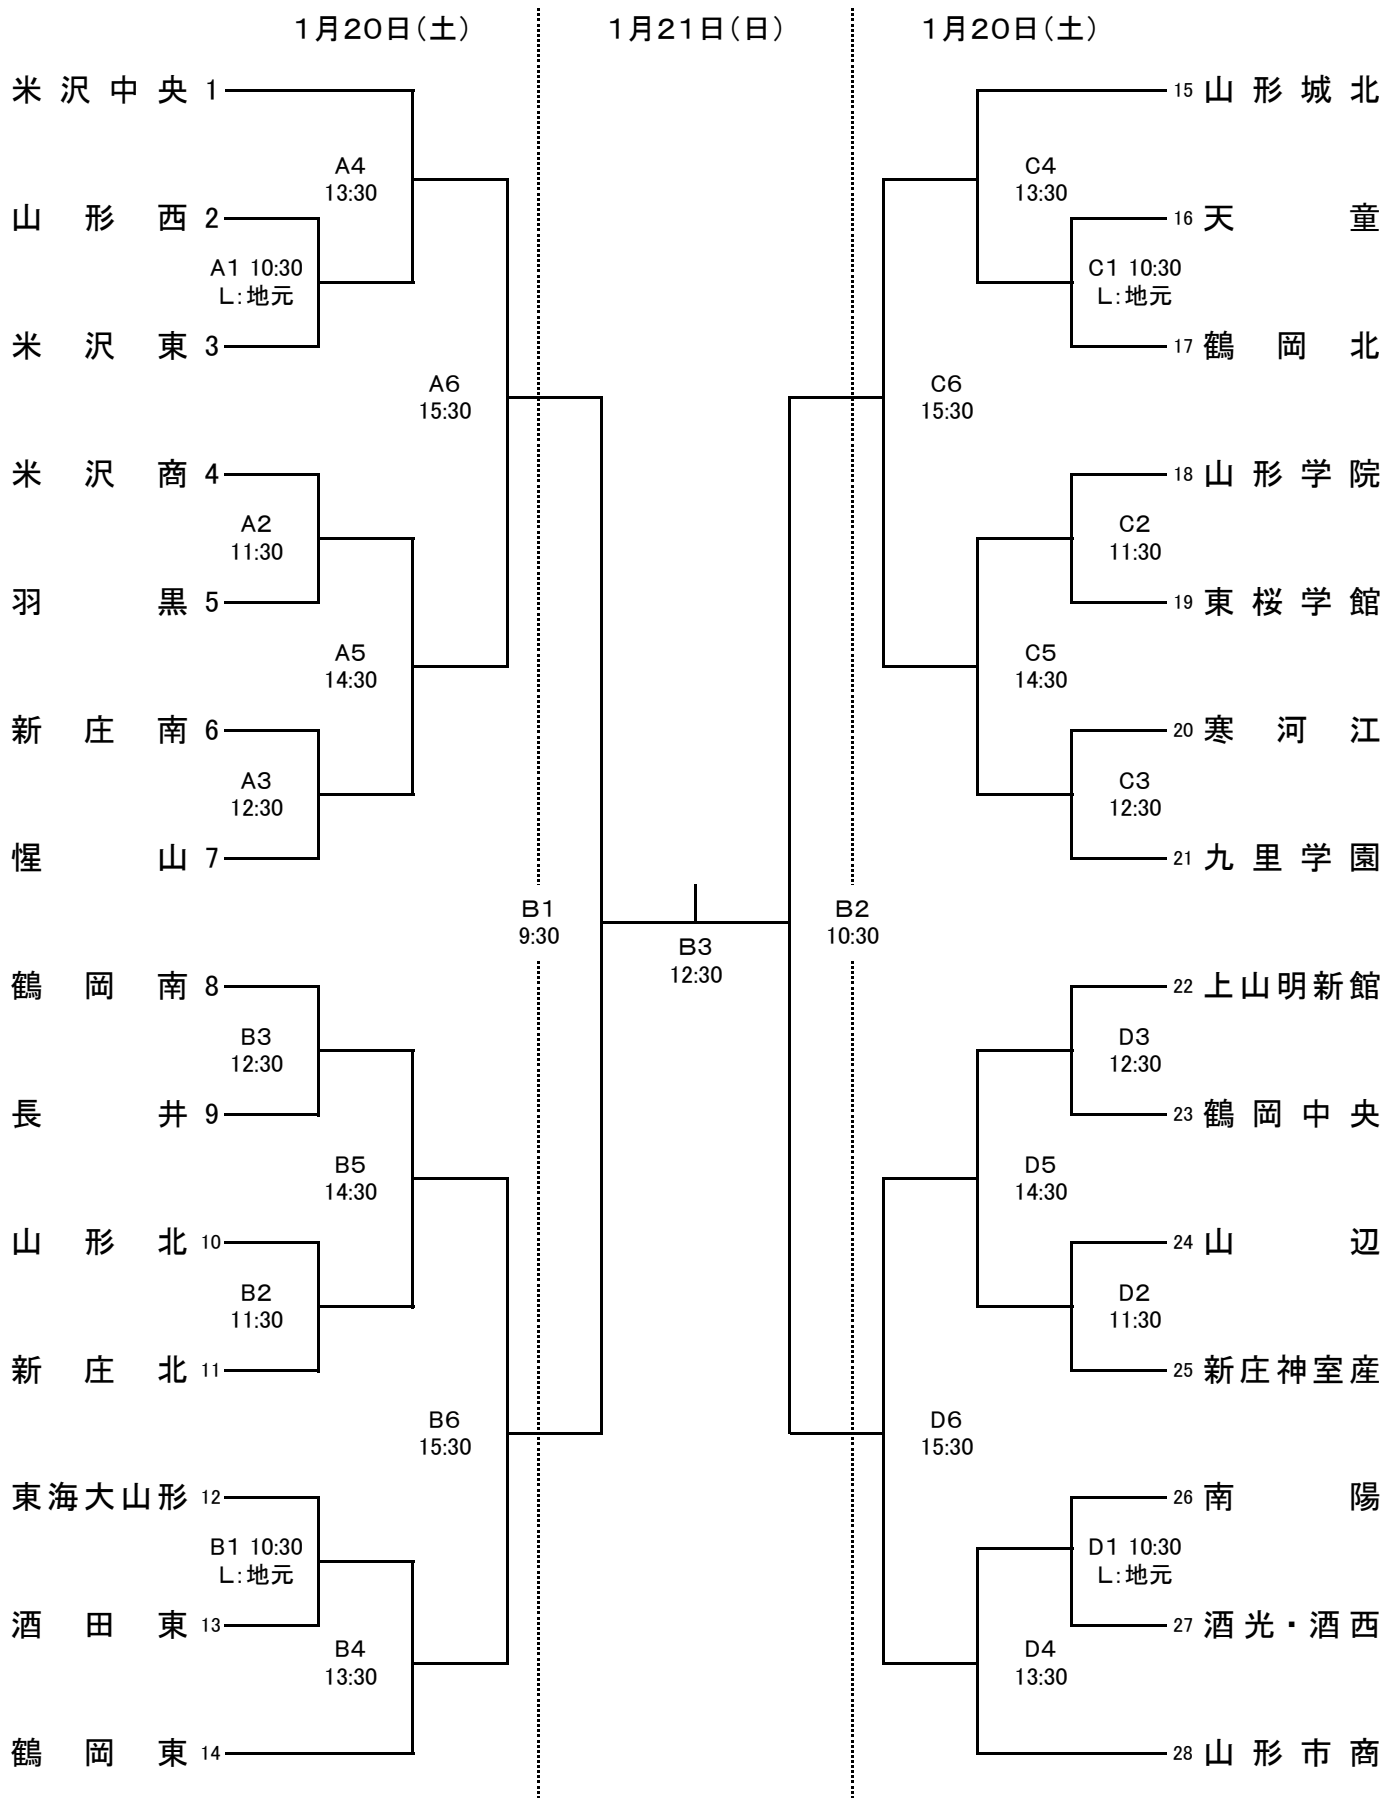 1月20日(土) 1月21日(日) 1月20日(土)
米沢中央 1
15 山形城北
A4
13:30
C4
13:30
山形西 2
16 天童
A1 10:30
L:地元
C1 10:30
L:地元
米沢東 3
17 鶴岡北
A6
15:30
C6
15:30
米沢商 4
18 山形学院
A2
11:30
C2
11:30
羽黒 5
19 東桜学館
A5
14:30
C5
14:30
新庄南 6
20 寒河江
A3
12:30
C3
12:30
惺山 7
21 九里学園
B1
9:30
B2
10:30
B3
12:30
鶴岡南 8
22 上山明新館
B3
12:30
D3
12:30
長井 9
23 鶴岡中央
B5
14:30
D5
14:30
山形北 10
24 山辺
B2
11:30
D2
11:30
新庄北 11
25 新庄神室産
B6
15:30
D6
15:30
東海大山形 12
26 南陽
B1 10:30
L:地元
D1 10:30
L:地元
酒田東 13
27 酒光・酒西
B4
13:30
D4
13:30
鶴岡東 14
28 山形市商